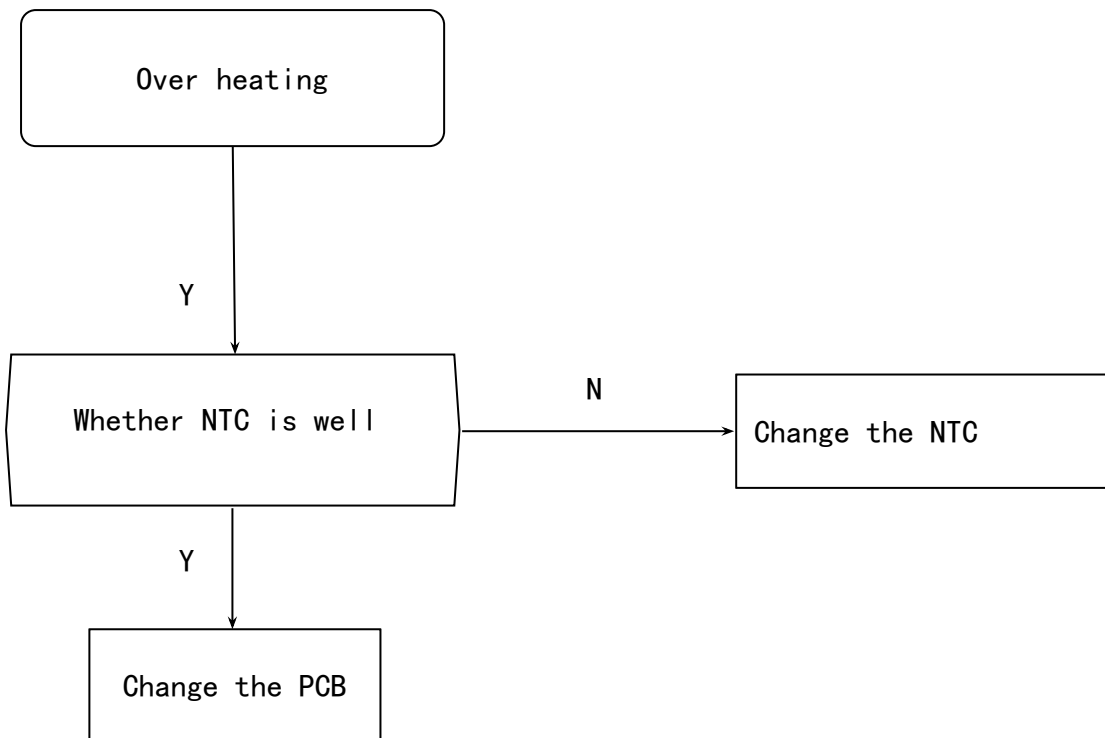 Over heating
Y
Whether NTC is well
N
Change the NTC
Y
Change the PCB